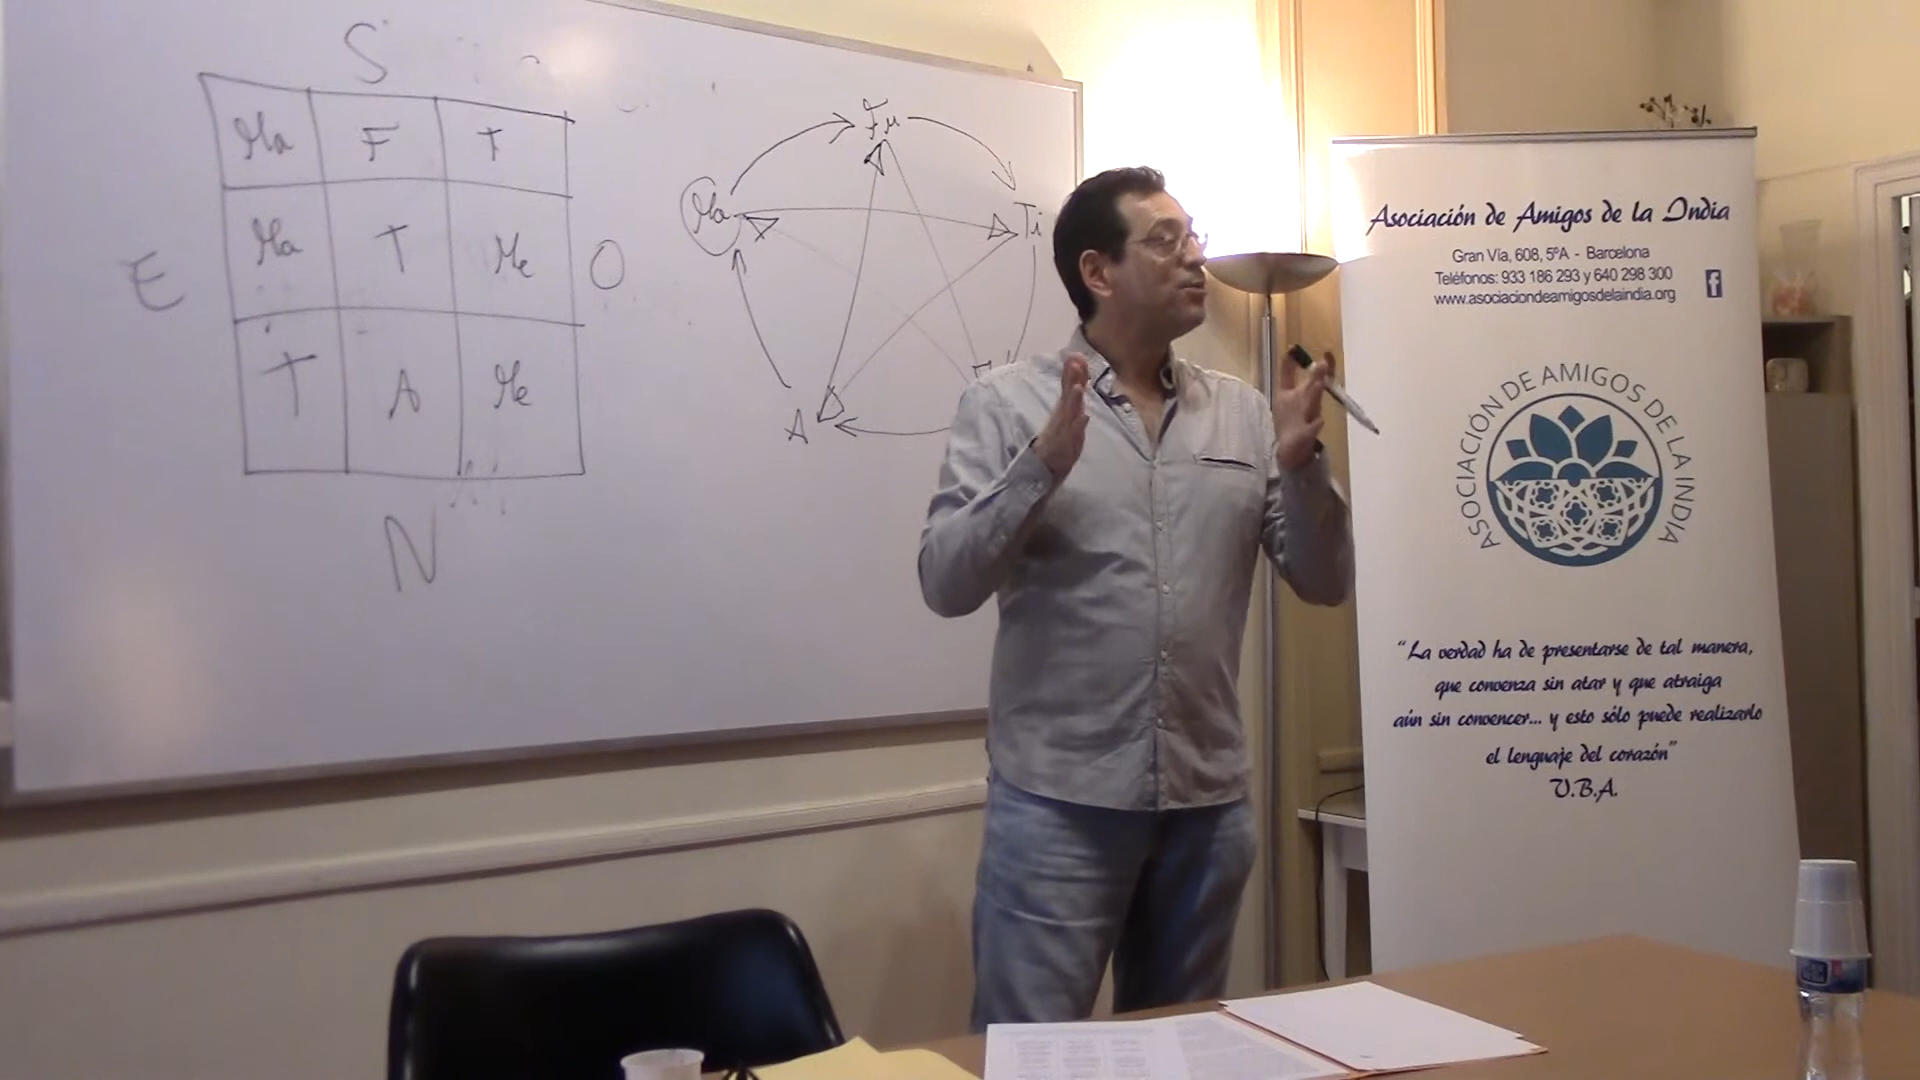 S
Ma F T
E Ma T Me O
T A Me
N
Fu
Ma Ti
A
Asociación de Amigos de la India
Gran Vía, 608, 5ºA - Barcelona
Teléfonos: 933 186 293 y 640 298 300
www.asociaciondeamigosdelaindia.org
f
ASOCIACIÓN DE AMIGOS DE LA INDIA
"La verdad ha de presentarse de tal manera,
que convenza sin atar y que atraiga
aún sin convencer... y esto sólo puede realizarlo
el lenguaje del corazón"
V.B.A.